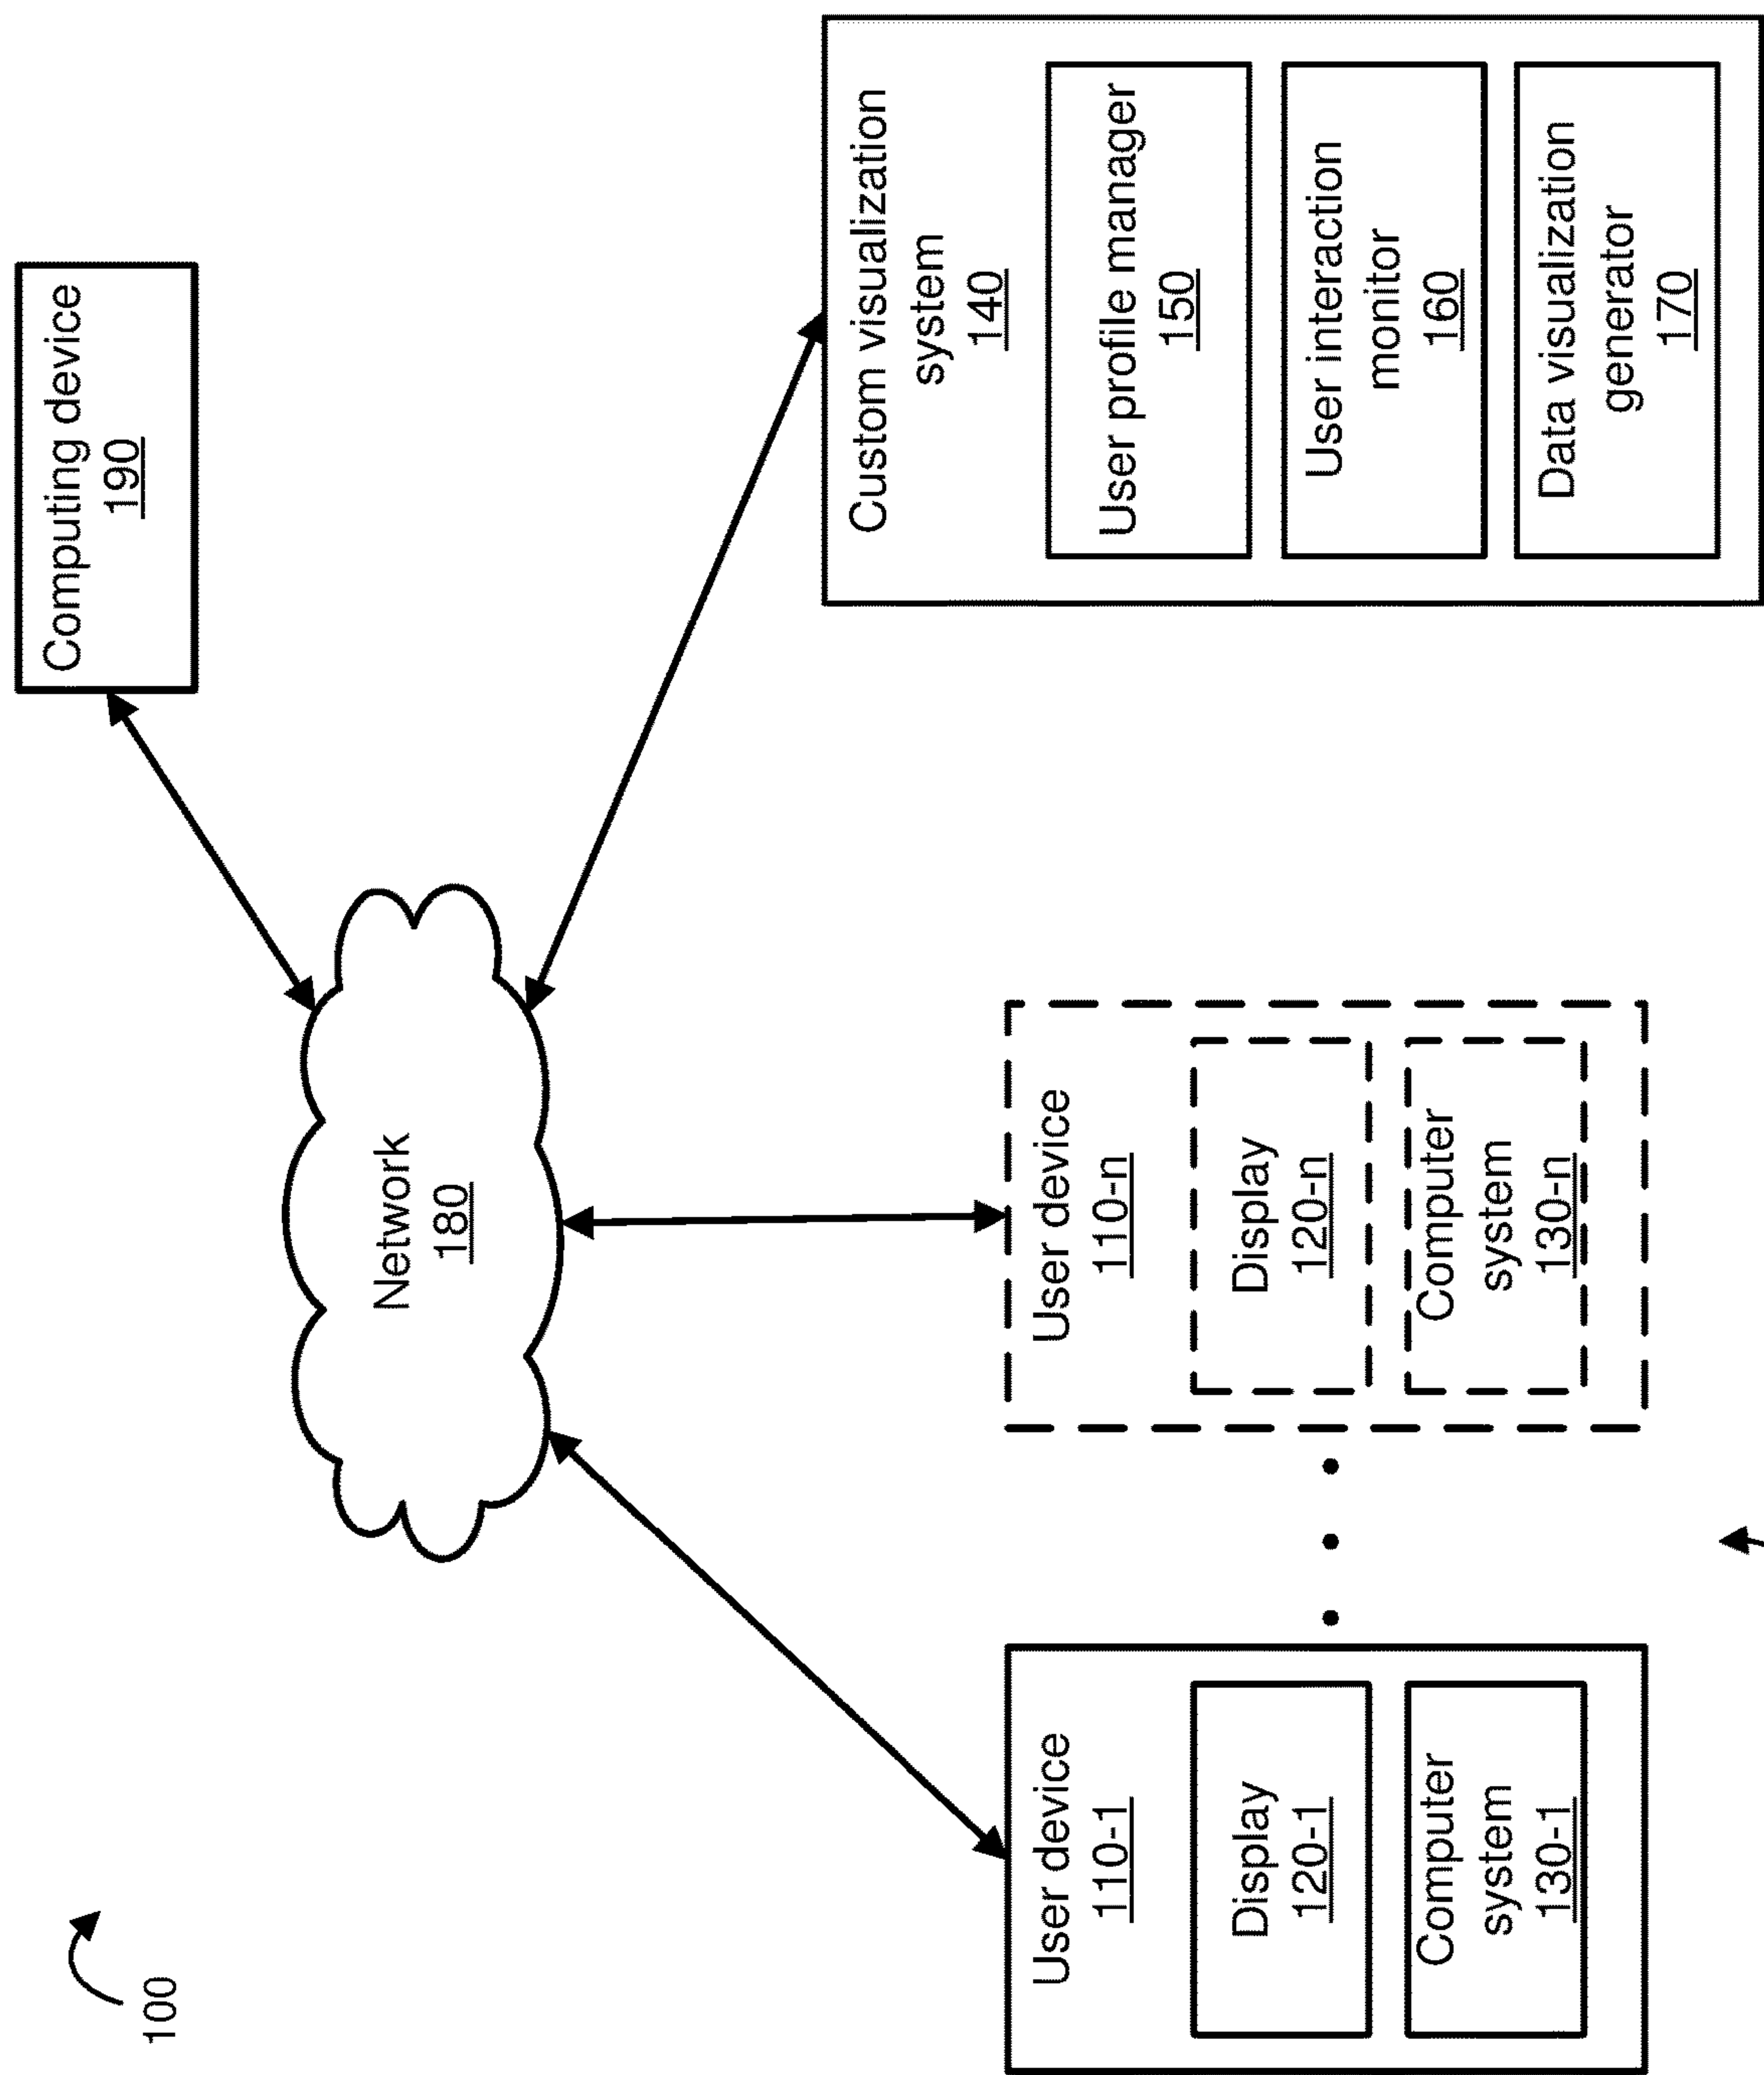 100
Computing device
190
Network
180
User device
110-1
Display
120-1
Computer
system
130-1
User device
110-n
Display
120-n
Computer
system
130-n
Custom visualization
system
140
User profile manager
150
User interaction
monitor
160
Data visualization
generator
170